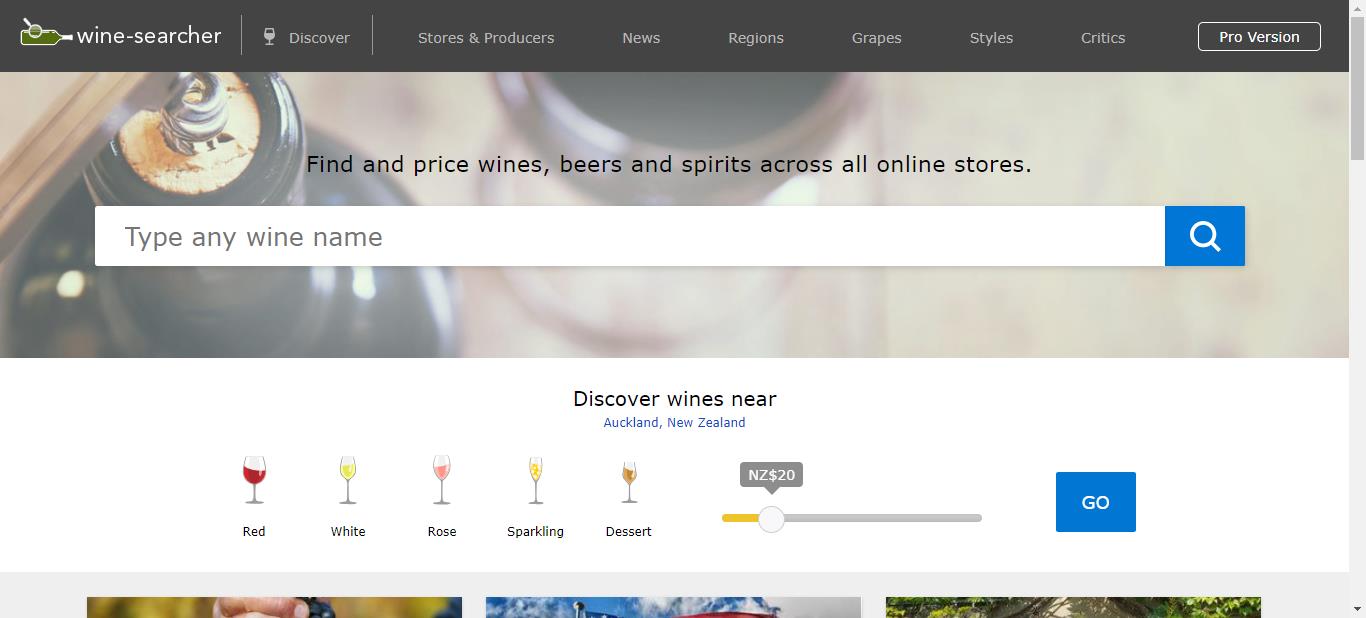 wine-searcher
Discover
Stores & Producers
News
Regions
Grapes
Styles
Critics
Pro Version
Find and price wines, beers and spirits across all online stores.
Type any wine name
Discover wines near
Auckland, New Zealand
NZ$20
GO
Red
White
Rose
Sparkling
Dessert